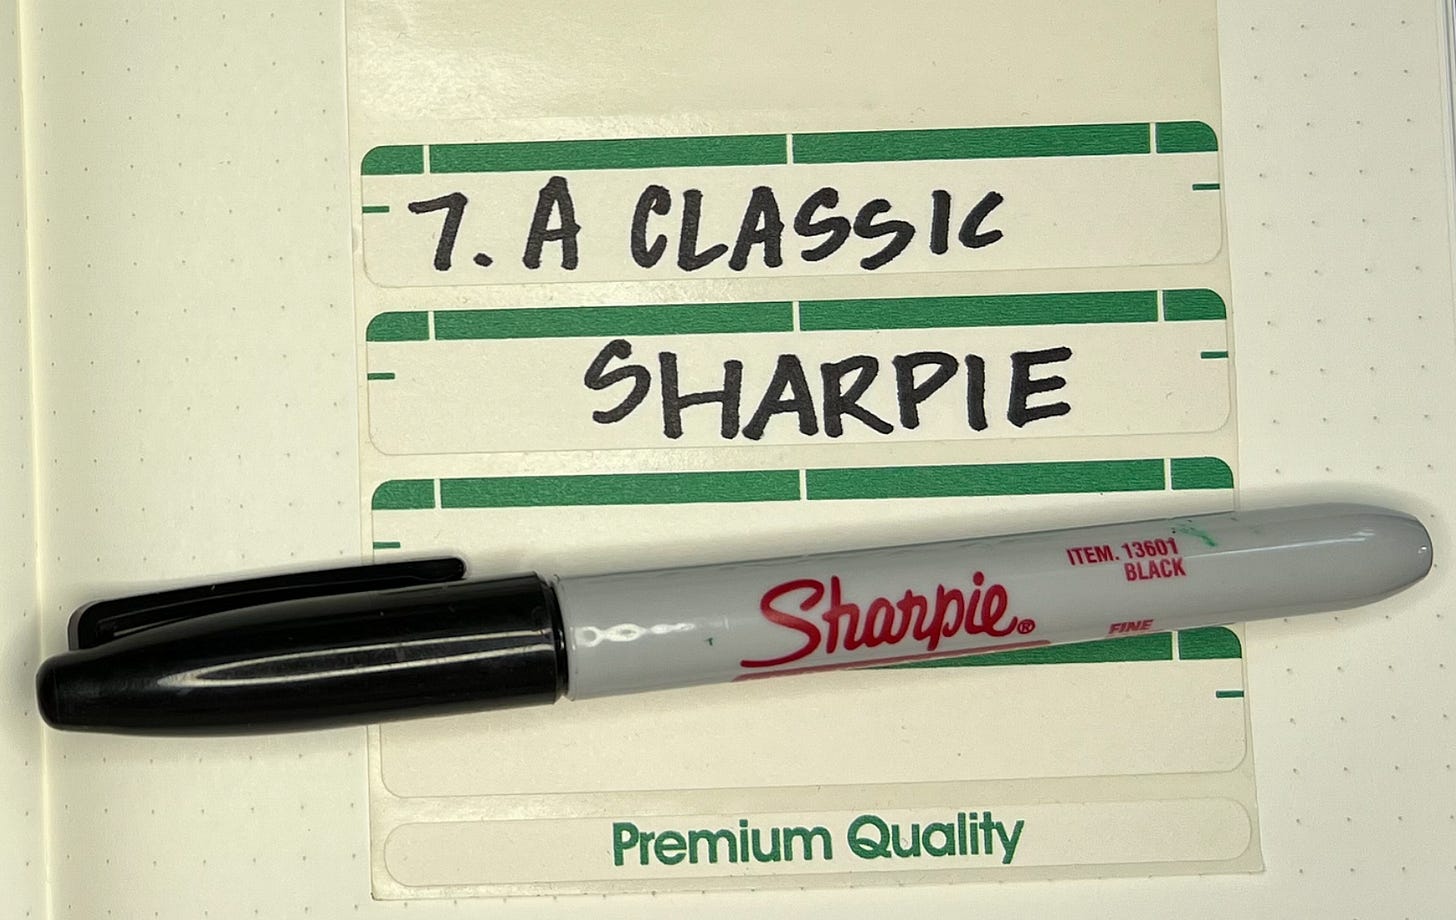 7. A CLASSIC
SHARPIE
Sharpie®
ITEM. 13601
BLACK
FINE
Premium Quality